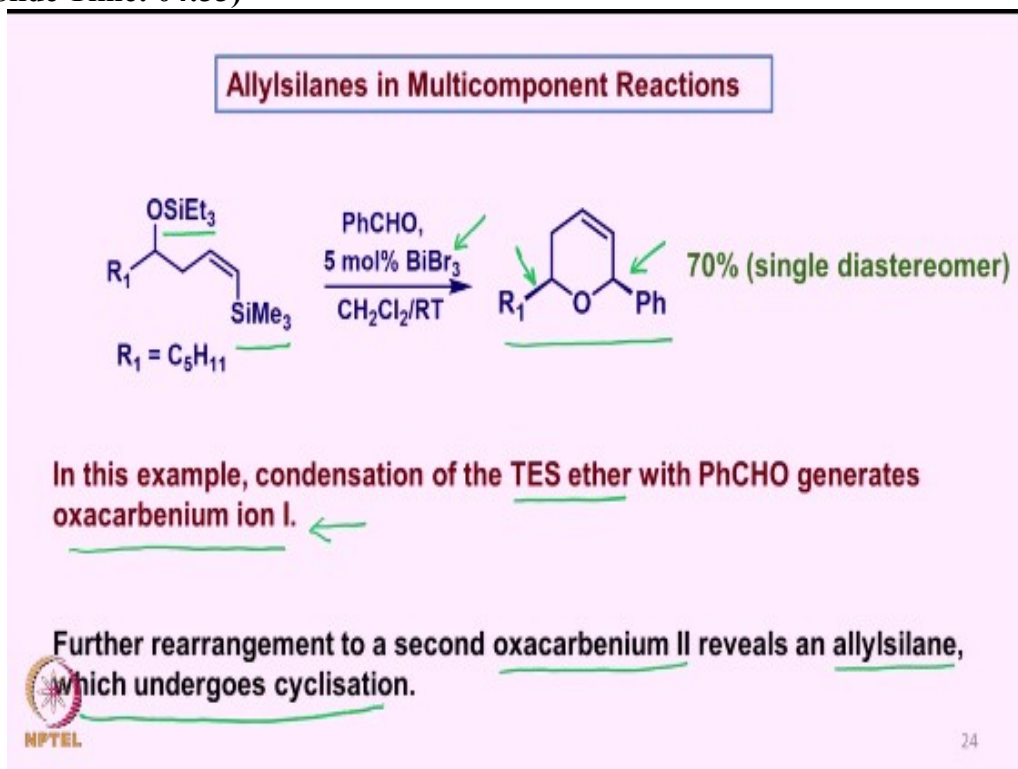 Allylsilanes in Multicomponent Reactions
OSiEt3
R1
SiMe3
R1 = C5H11
PhCHO,
5 mol% BiBr3
CH2Cl2/RT
R1 O Ph
70% (single diastereomer)
In this example, condensation of the TES ether with PhCHO generates
oxacarbenium ion I.
Further rearrangement to a second oxacarbenium II reveals an allylsilane,
which undergoes cyclisation.
NPTEL
24